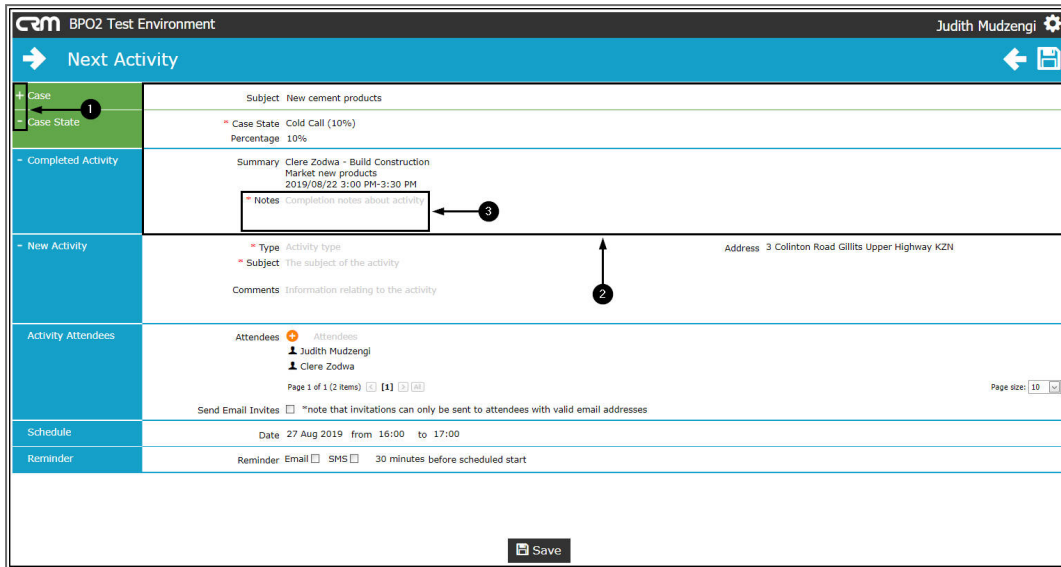 CRM BPO2 Test Environment Judith Mudzengi
Next Activity
+ Case Subject New cement products
1
- Case State * Case State Cold Call (10%)
Percentage 10%
- Completed Activity Summary Clere Zodwa - Build Construction
Market new products
2019/08/22 3:00 PM-3:30 PM
* Notes Completion notes about activity 3
- New Activity * Type Activity type Address 3 Colinton Road Gillits Upper Highway KZN
* Subject The subject of the activity
Comments Information relating to the activity 2
Activity Attendees Attendees Attendees
Judith Mudzengi
Clere Zodwa
Page 1 of 1 (2 items) < [1] > All Page size: 10
Send Email Invites *note that invitations can only be sent to attendees with valid email addresses
Schedule Date 27 Aug 2019 from 16:00 to 17:00
Reminder Reminder Email SMS 30 minutes before scheduled start
Save